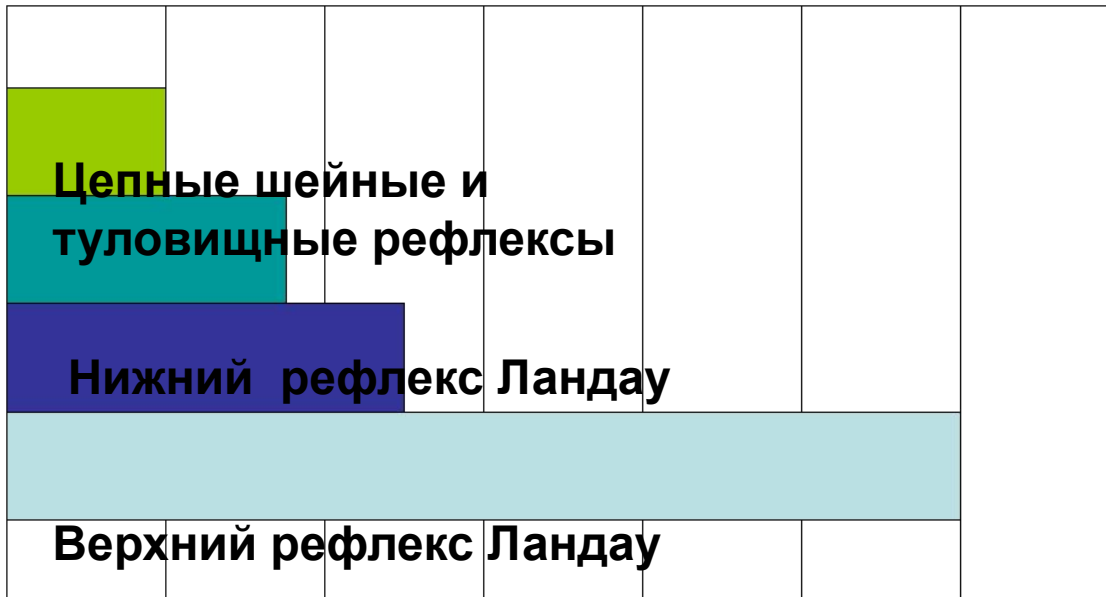 Цепные шейные и
туловищные рефлексы
Нижний рефлекс Ландау
Верхний рефлекс Ландау